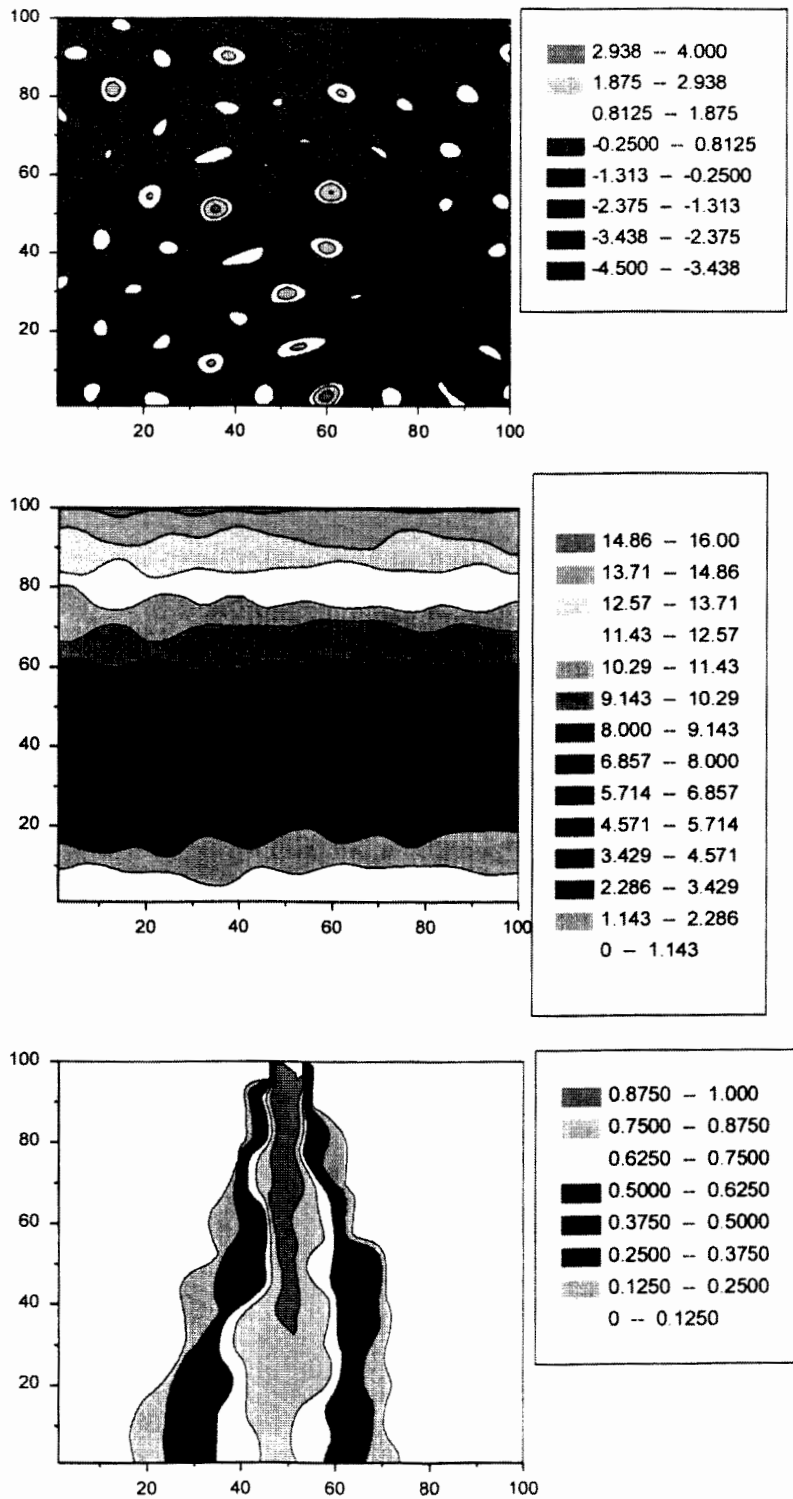 100
80
60
40
20
20 40 60 80 100
2.938 – 4.000
1.875 – 2.938
0.8125 – 1.875
-0.2500 – 0.8125
-1.313 – -0.2500
-2.375 – -1.313
-3.438 – -2.375
-4.500 – -3.438
100
80
60
40
20
20 40 60 80 100
14.86 – 16.00
13.71 – 14.86
12.57 – 13.71
11.43 – 12.57
10.29 – 11.43
9.143 – 10.29
8.000 – 9.143
6.857 – 8.000
5.714 – 6.857
4.571 – 5.714
3.429 – 4.571
2.286 – 3.429
1.143 – 2.286
0 – 1.143
100
80
60
40
20
20 40 60 80 100
0.8750 – 1.000
0.7500 – 0.8750
0.6250 – 0.7500
0.5000 – 0.6250
0.3750 – 0.5000
0.2500 – 0.3750
0.1250 – 0.2500
0 – 0.1250